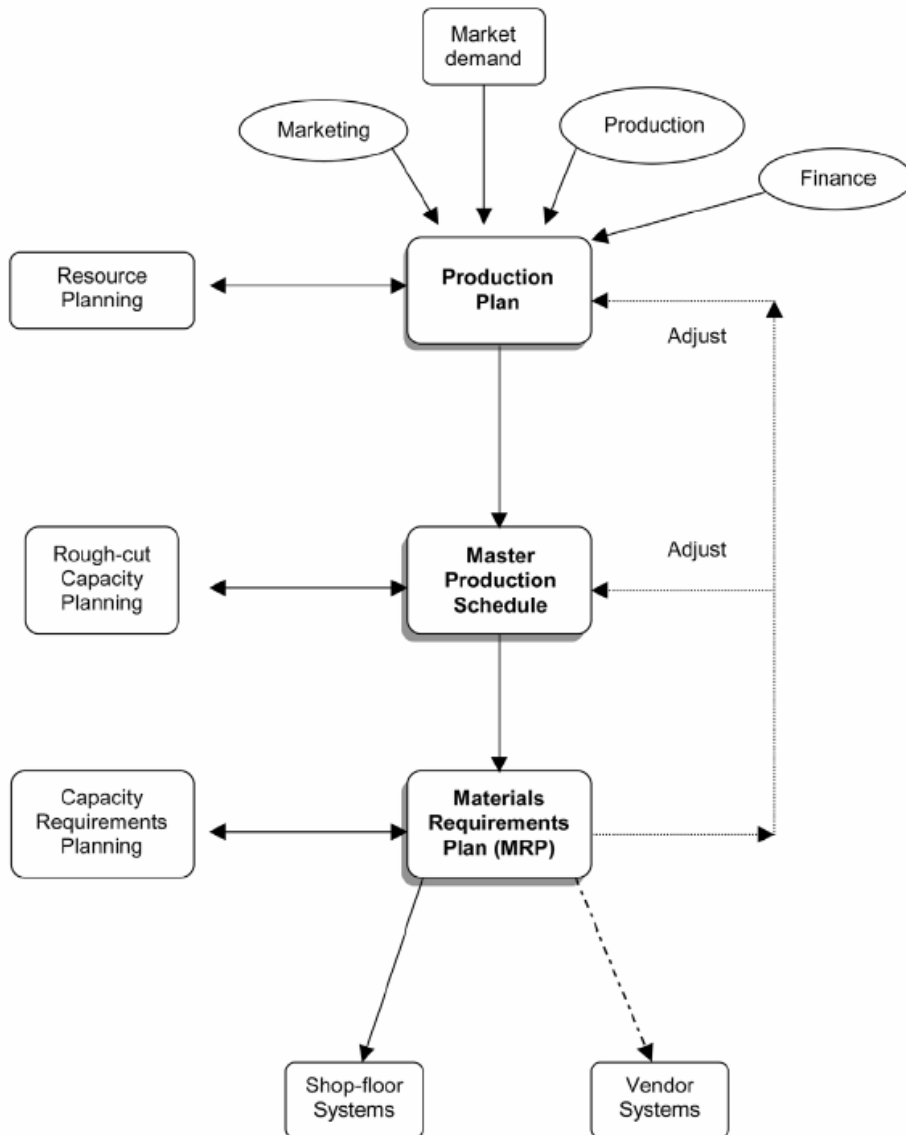 Market
demand
Marketing
Production
Finance
Resource
Planning
Production
Plan
Adjust
Rough-cut
Capacity
Planning
Master
Production
Schedule
Adjust
Capacity
Requirements
Planning
Materials
Requirements
Plan (MRP)
Shop-floor
Systems
Vendor
Systems